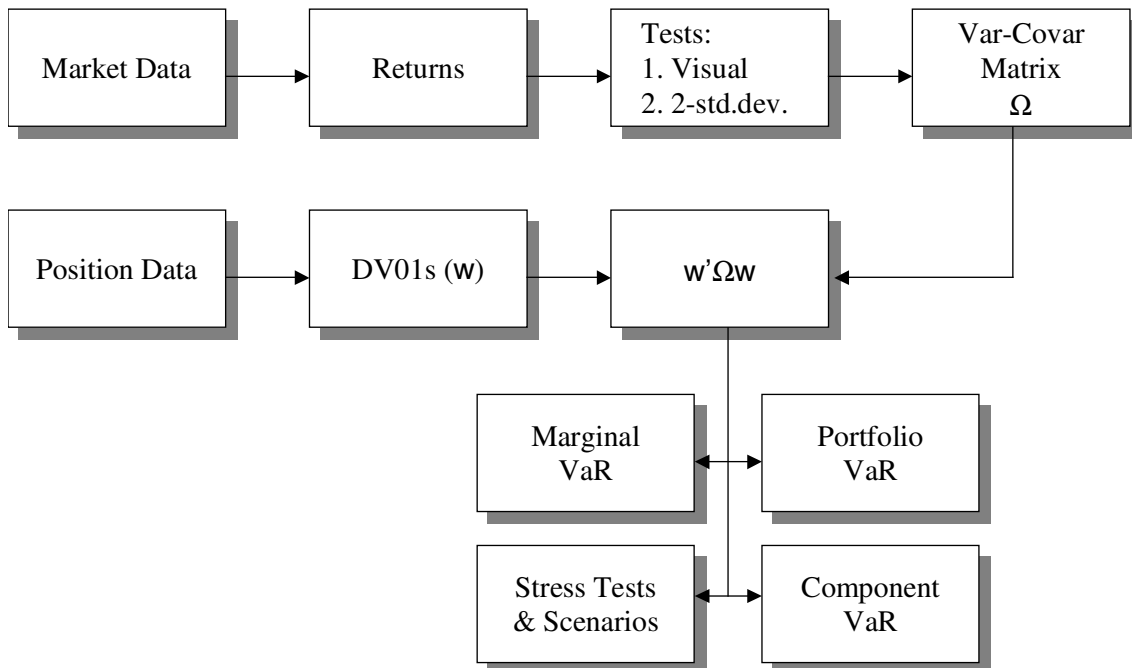 Market Data
Returns
Tests:
1. Visual
2. 2-std.dev.
Var-Covar
Matrix
Ω
Position Data
DV01s (w)
w’Ωw
Marginal
VaR
Portfolio
VaR
Stress Tests
& Scenarios
Component
VaR